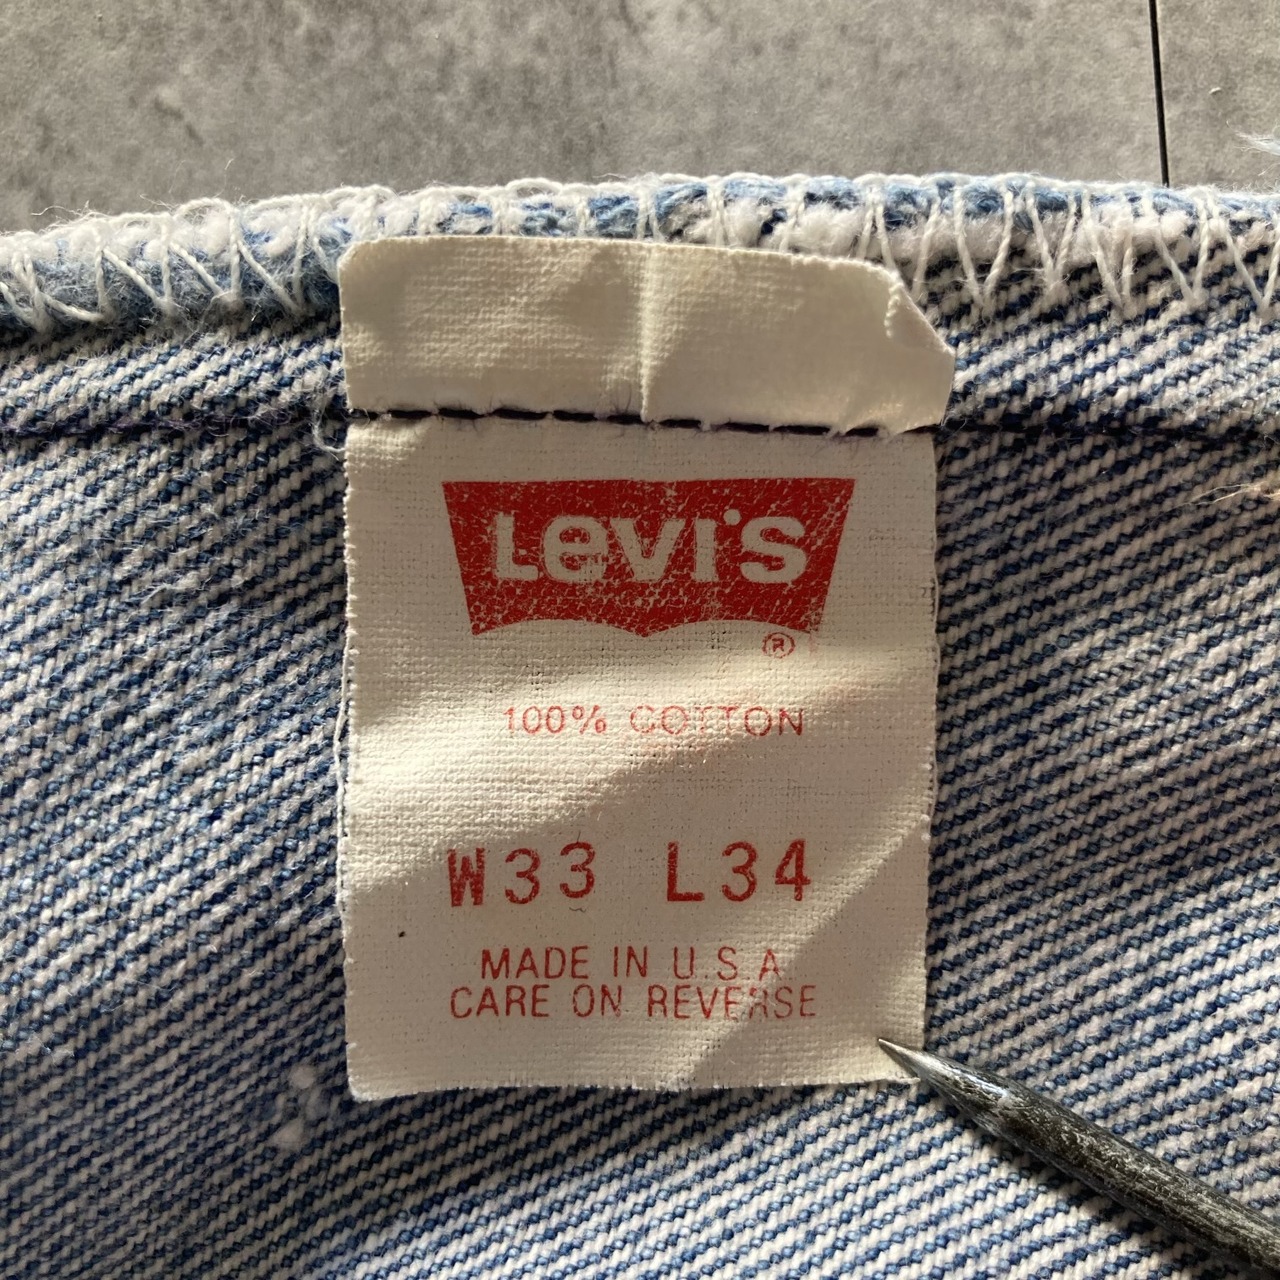 Levi's
®
100% COTTON
W33 L34
MADE IN U.S.A
CARE ON REVERSE